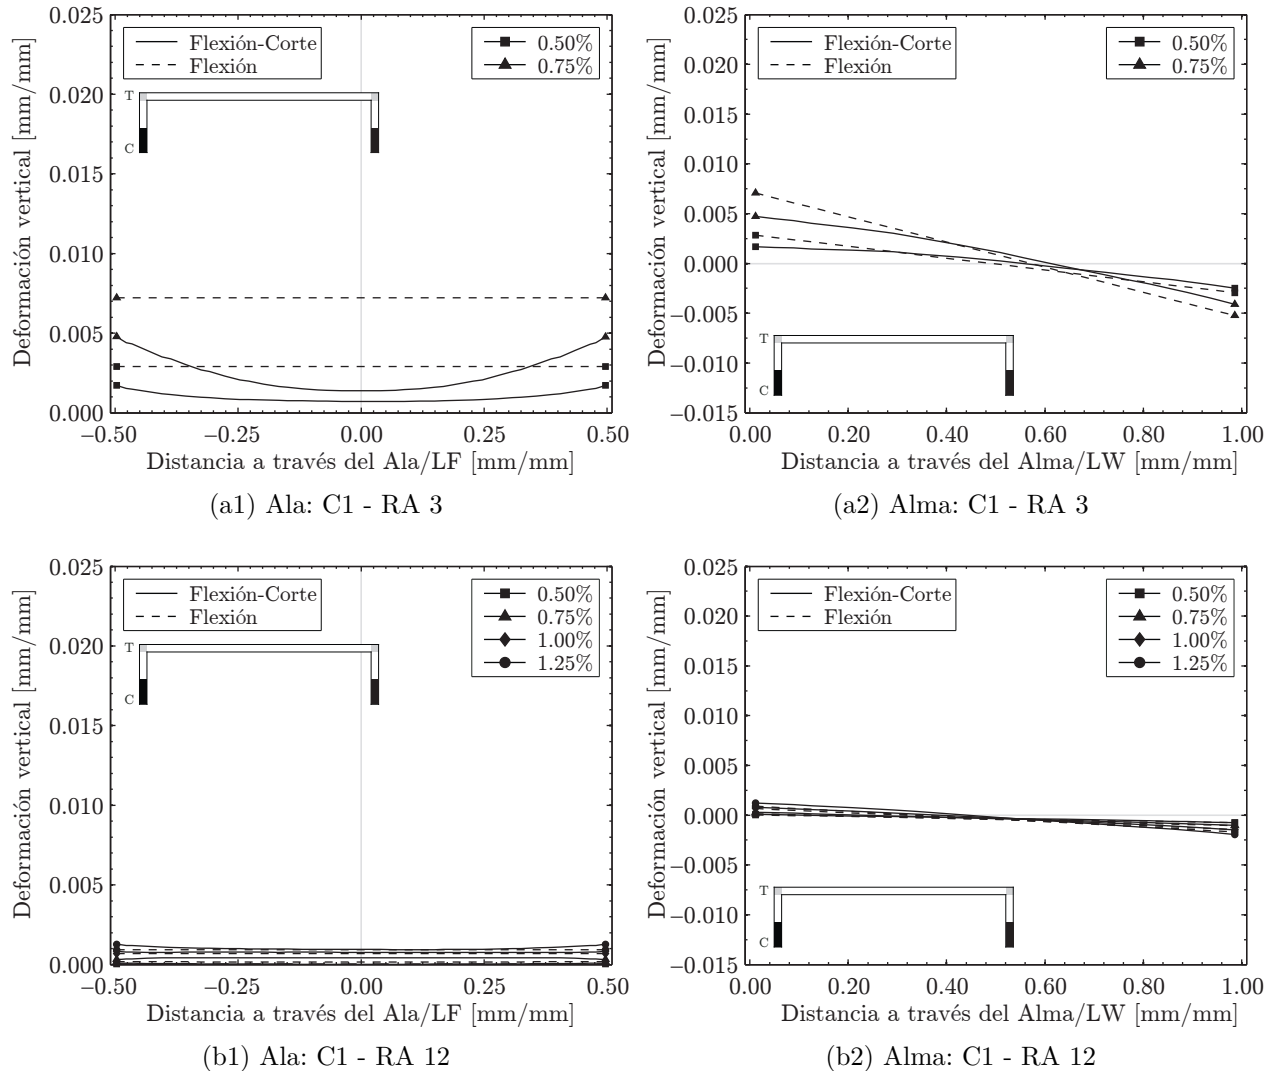 Deformación vertical [mm/mm]
0.025
0.020
0.015
0.010
0.005
0.000
Flexión-Corte
Flexión
0.50%
0.75%
T
C
−0.50
−0.25
0.00
0.25
0.50
Distancia a través del Ala/LF [mm/mm]
(a1) Ala: C1 - RA 3
Deformación vertical [mm/mm]
0.025
0.020
0.015
0.010
0.005
0.000
−0.005
−0.010
−0.015
Flexión-Corte
Flexión
0.50%
0.75%
T
C
0.00
0.20
0.40
0.60
0.80
1.00
Distancia a través del Alma/LW [mm/mm]
(a2) Alma: C1 - RA 3
Deformación vertical [mm/mm]
0.025
0.020
0.015
0.010
0.005
0.000
Flexión-Corte
Flexión
0.50%
0.75%
1.00%
1.25%
T
C
−0.50
−0.25
0.00
0.25
0.50
Distancia a través del Ala/LF [mm/mm]
(b1) Ala: C1 - RA 12
Deformación vertical [mm/mm]
0.025
0.020
0.015
0.010
0.005
0.000
−0.005
−0.010
−0.015
Flexión-Corte
Flexión
0.50%
0.75%
1.00%
1.25%
T
C
0.00
0.20
0.40
0.60
0.80
1.00
Distancia a través del Alma/LW [mm/mm]
(b2) Alma: C1 - RA 12